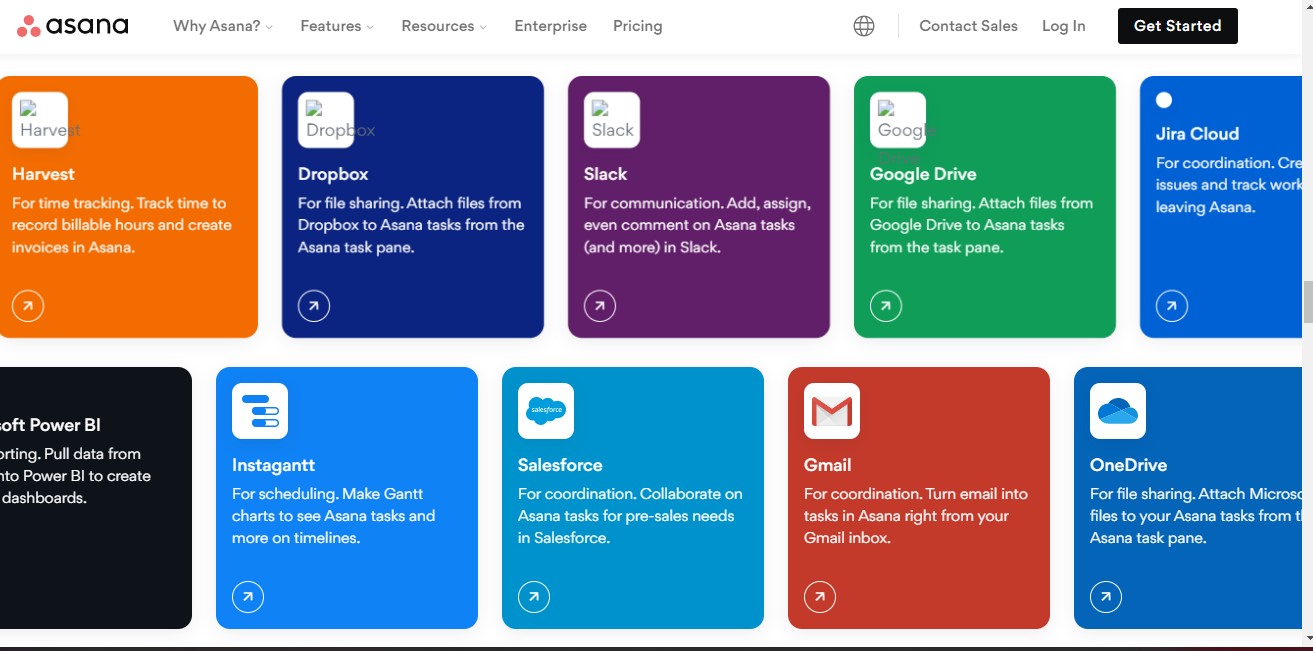 asana
Why Asana?
Features
Resources
Enterprise
Pricing
Contact Sales
Log In
Get Started
Harvest
Harvest
For time tracking. Track time to
record billable hours and create
invoices in Asana.
Dropbox
Dropbox
For file sharing. Attach files from
Dropbox to Asana tasks from the
Asana task pane.
Slack
Slack
For communication. Add, assign,
even comment on Asana tasks
(and more) in Slack.
Google
Drive
Google Drive
For file sharing. Attach files from
Google Drive to Asana tasks
from the task pane.
Jira Cloud
For coordination. Cre
issues and track work
leaving Asana.
soft Power BI
orting. Pull data from
nto Power BI to create
dashboards.
Instagantt
For scheduling. Make Gantt
charts to see Asana tasks and
more on timelines.
salesforce
Salesforce
For coordination. Collaborate on
Asana tasks for pre-sales needs
in Salesforce.
Gmail
For coordination. Turn email into
tasks in Asana right from your
Gmail inbox.
OneDrive
For file sharing. Attach Microso
files to your Asana tasks from t
Asana task pane.